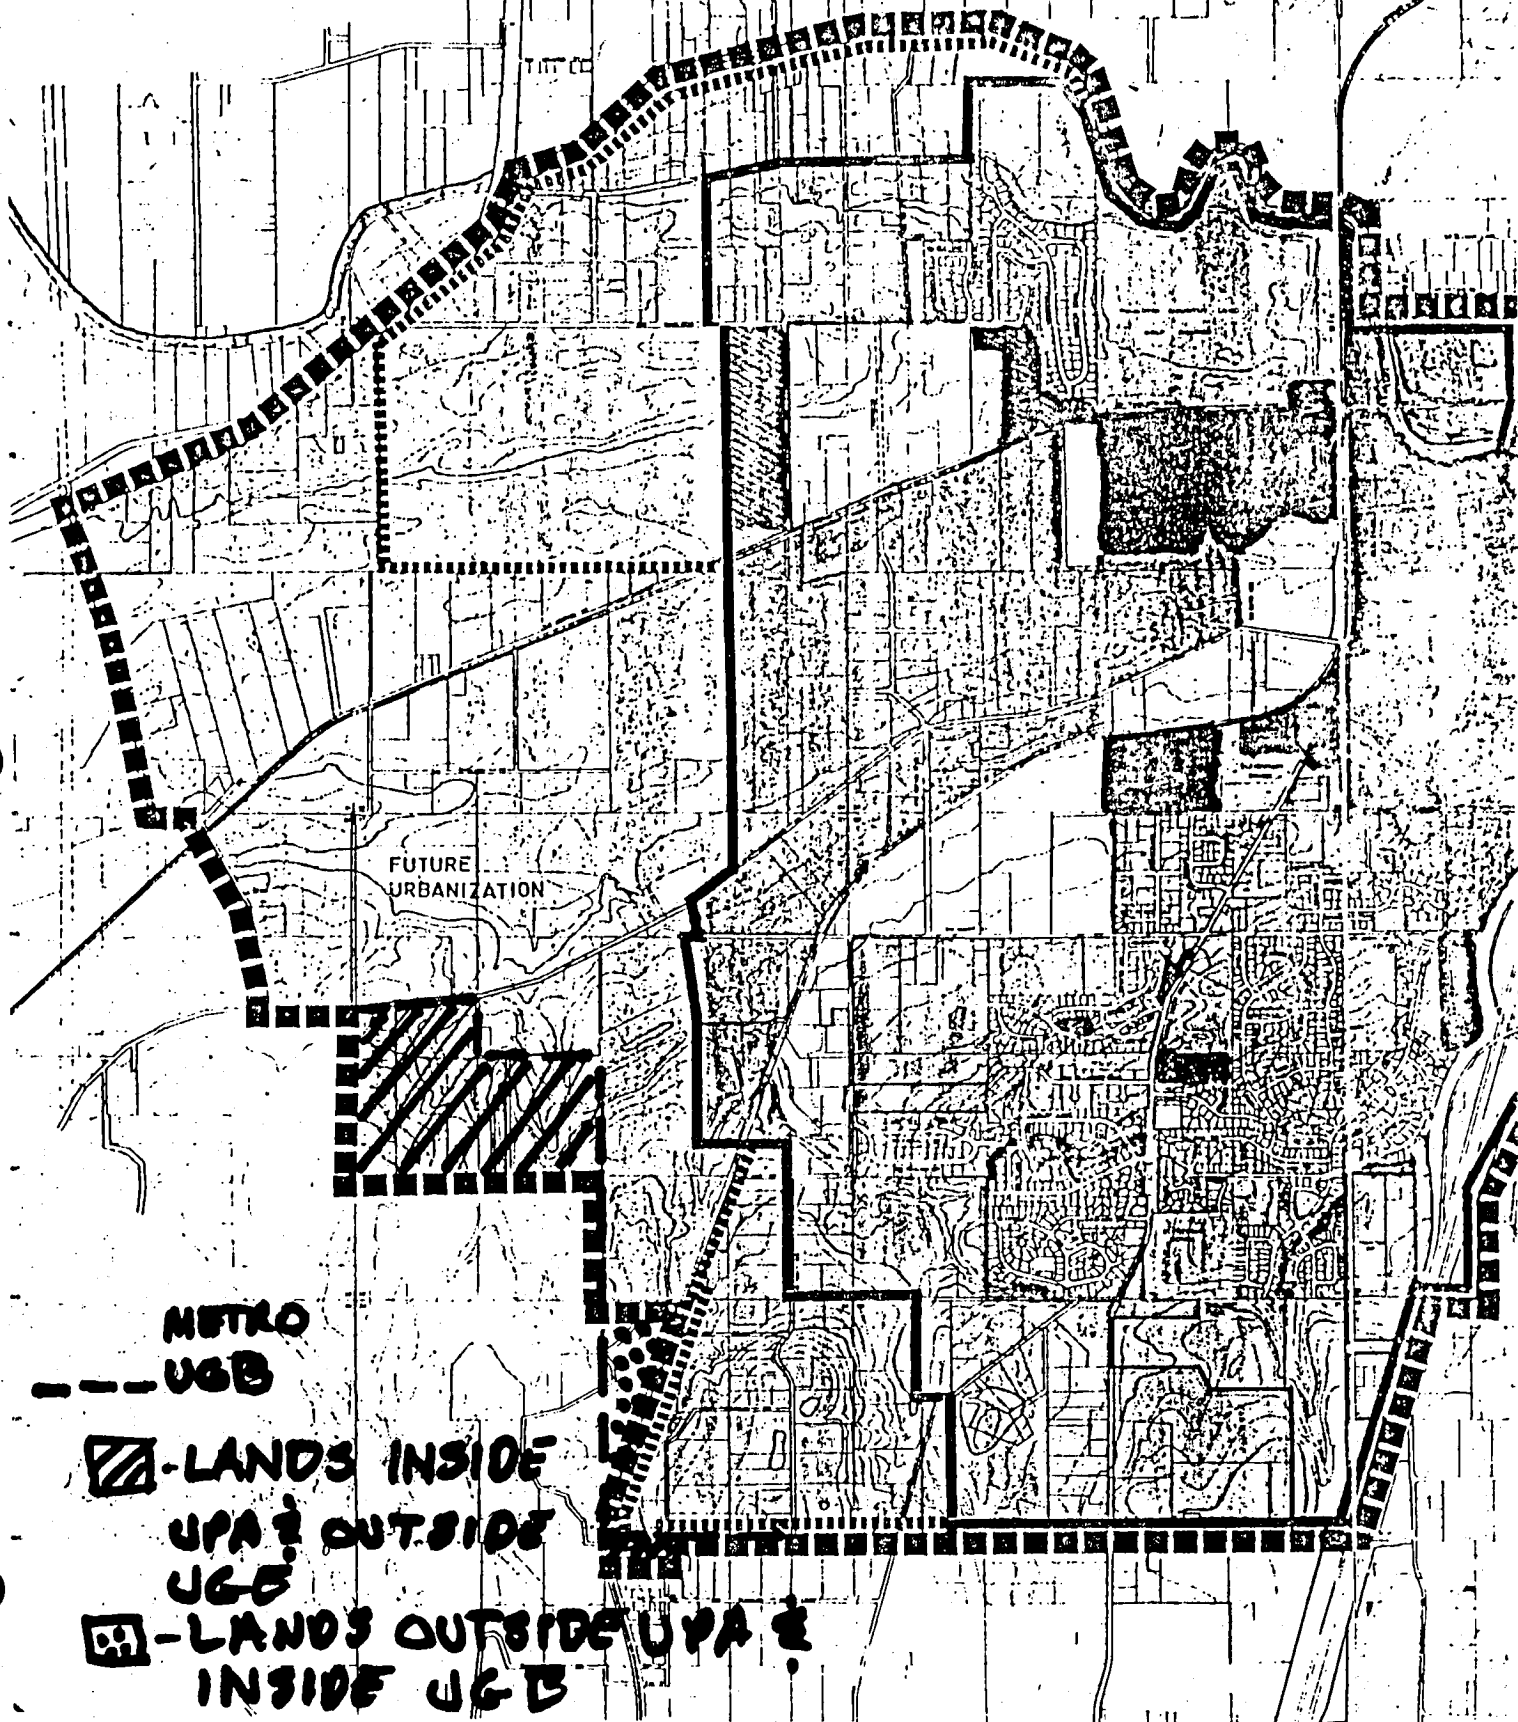 FUTURE
URBANIZATION
METRO
--- UGB
- LANDS INSIDE
UPA & OUTSIDE
UGB
- LANDS OUTSIDE UPA &
INSIDE UGB